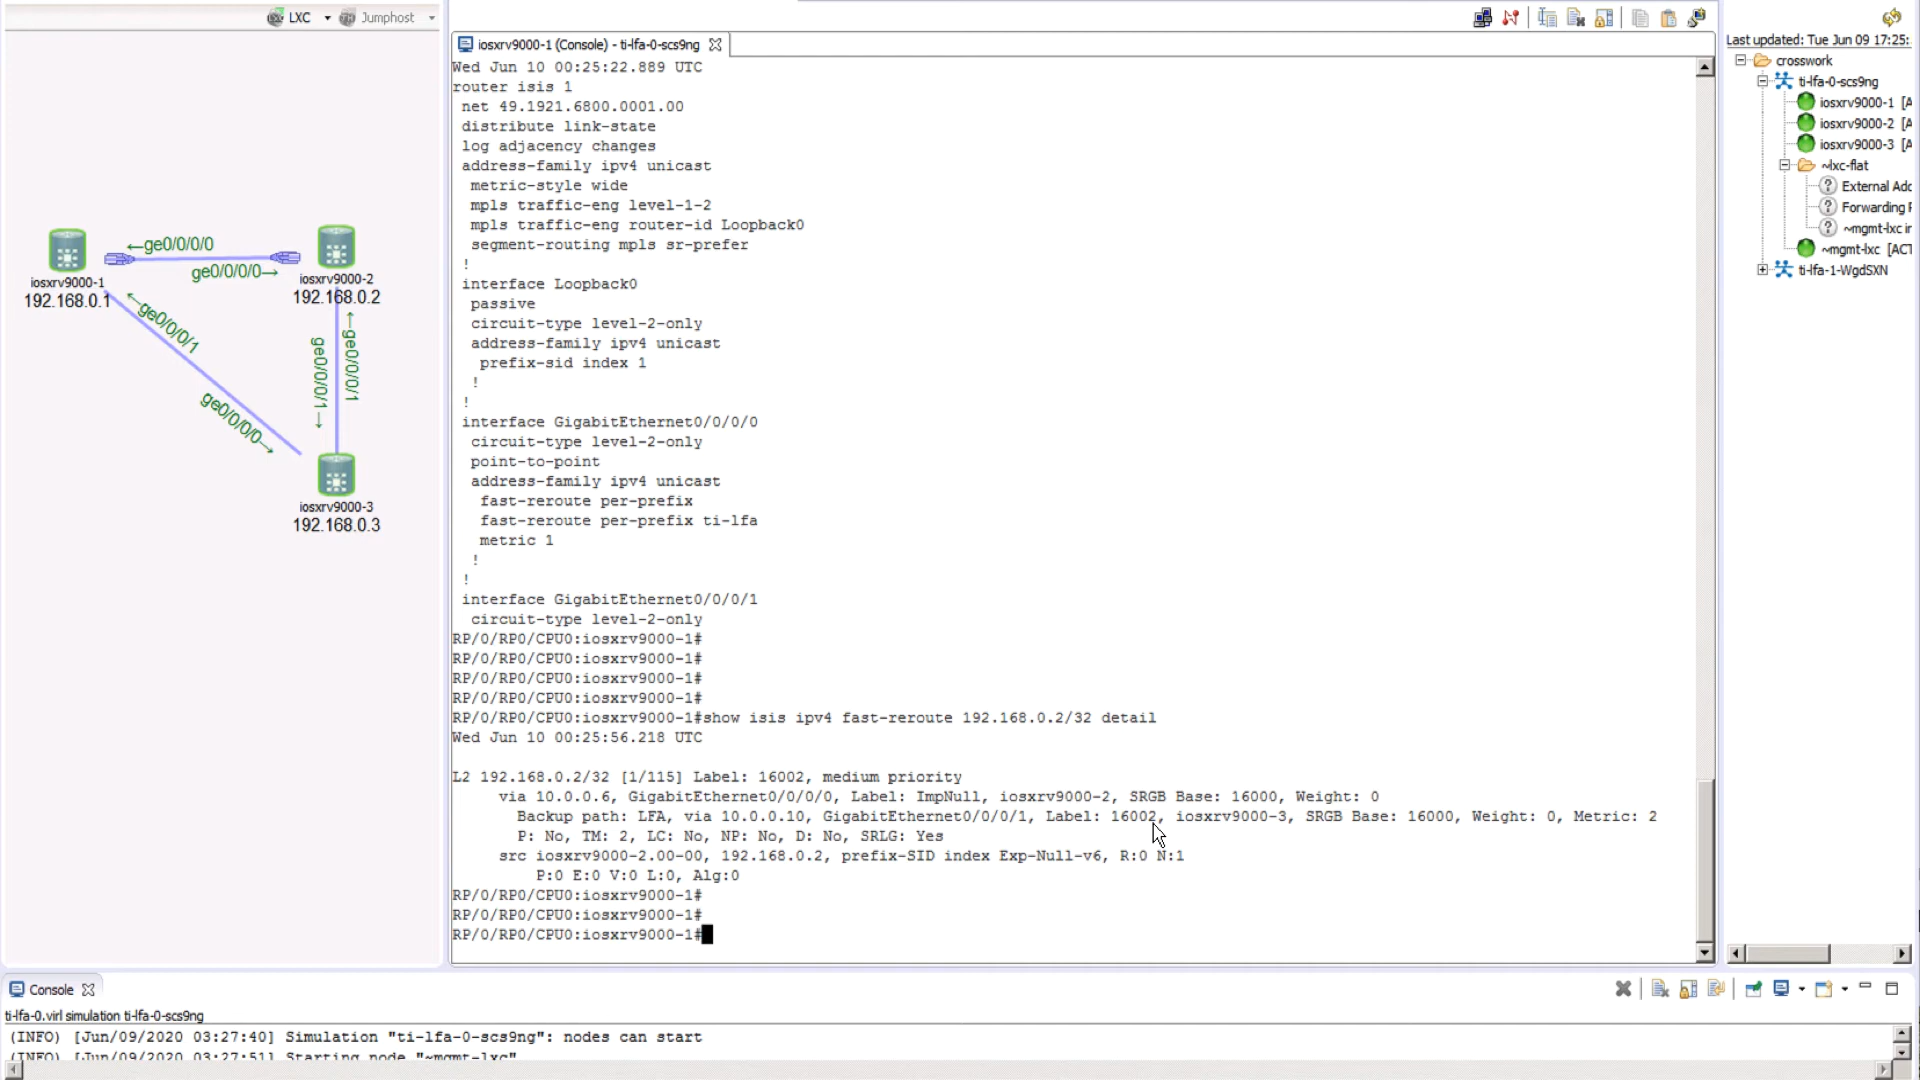 LXC
Jumphost
←ge0/0/0/0
ge0/0/0/0→
iosxrv9000-1
192.168.0.1
iosxrv9000-2
192.168.0.2
←ge0/0/0/1
ge0/0/0/1→
←ge0/0/0/1
ge0/0/0/0→
iosxrv9000-3
192.168.0.3
iosxrv9000-1 (Console) - ti-lfa-0-scs9ng
Wed Jun 10 00:25:22.889 UTC
router isis 1
net 49.1921.6800.0001.00
distribute link-state
log adjacency changes
address-family ipv4 unicast
metric-style wide
mpls traffic-eng level-1-2
mpls traffic-eng router-id Loopback0
segment-routing mpls sr-prefer
!
interface Loopback0
passive
circuit-type level-2-only
address-family ipv4 unicast
prefix-sid index 1
!
!
interface GigabitEthernet0/0/0/0
circuit-type level-2-only
point-to-point
address-family ipv4 unicast
fast-reroute per-prefix
fast-reroute per-prefix ti-lfa
metric 1
!
!
interface GigabitEthernet0/0/0/1
circuit-type level-2-only
RP/0/RP0/CPU0:iosxrv9000-1#
RP/0/RP0/CPU0:iosxrv9000-1#
RP/0/RP0/CPU0:iosxrv9000-1#
RP/0/RP0/CPU0:iosxrv9000-1#
RP/0/RP0/CPU0:iosxrv9000-1#show isis ipv4 fast-reroute 192.168.0.2/32 detail
Wed Jun 10 00:25:56.218 UTC
L2 192.168.0.2/32 [1/115] Label: 16002, medium priority
via 10.0.0.6, GigabitEthernet0/0/0/0, Label: ImpNull, iosxrv9000-2, SRGB Base: 16000, Weight: 0
Backup path: LFA, via 10.0.0.10, GigabitEthernet0/0/0/1, Label: 16002, iosxrv9000-3, SRGB Base: 16000, Weight: 0, Metric: 2
P: No, TM: 2, LC: No, NP: No, D: No, SRLG: Yes
src iosxrv9000-2.00-00, 192.168.0.2, prefix-SID index Exp-Null-v6, R:0 N:1
P:0 E:0 V:0 L:0, Alg:0
RP/0/RP0/CPU0:iosxrv9000-1#
RP/0/RP0/CPU0:iosxrv9000-1#
RP/0/RP0/CPU0:iosxrv9000-1#
Last updated: Tue Jun 09 17:25:
crosswork
ti-lfa-0-scs9ng
iosxrv9000-1 [A
iosxrv9000-2 [A
iosxrv9000-3 [A
~lxc-flat
External Add
Forwarding
~mgmt-lxc in
~mgmt-lxc [ACT
ti-lfa-1-WgdSXN
Console
ti-lfa-0.virl simulation ti-lfa-0-scs9ng
(INFO) [Jun/09/2020 03:27:40] Simulation "ti-lfa-0-scs9ng": nodes can start
(INFO) [Jun/09/2020 03:27:51] Starting node "~mgmt-lxc"